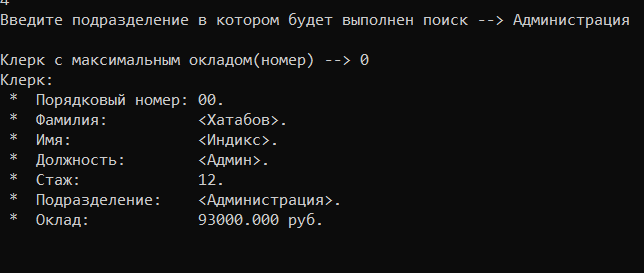 4
Введите подразделение в котором будет выполнен поиск --> Администрация
Клерк с максимальным окладом(номер) --> 0
Клерк:
* Порядковый номер: 00.
* Фамилия: <Хатабов>.
* Имя: <Индикс>.
* Должность: <Админ>.
* Стаж: 12.
* Подразделение: <Администрация>.
* Оклад: 93000.000 руб.